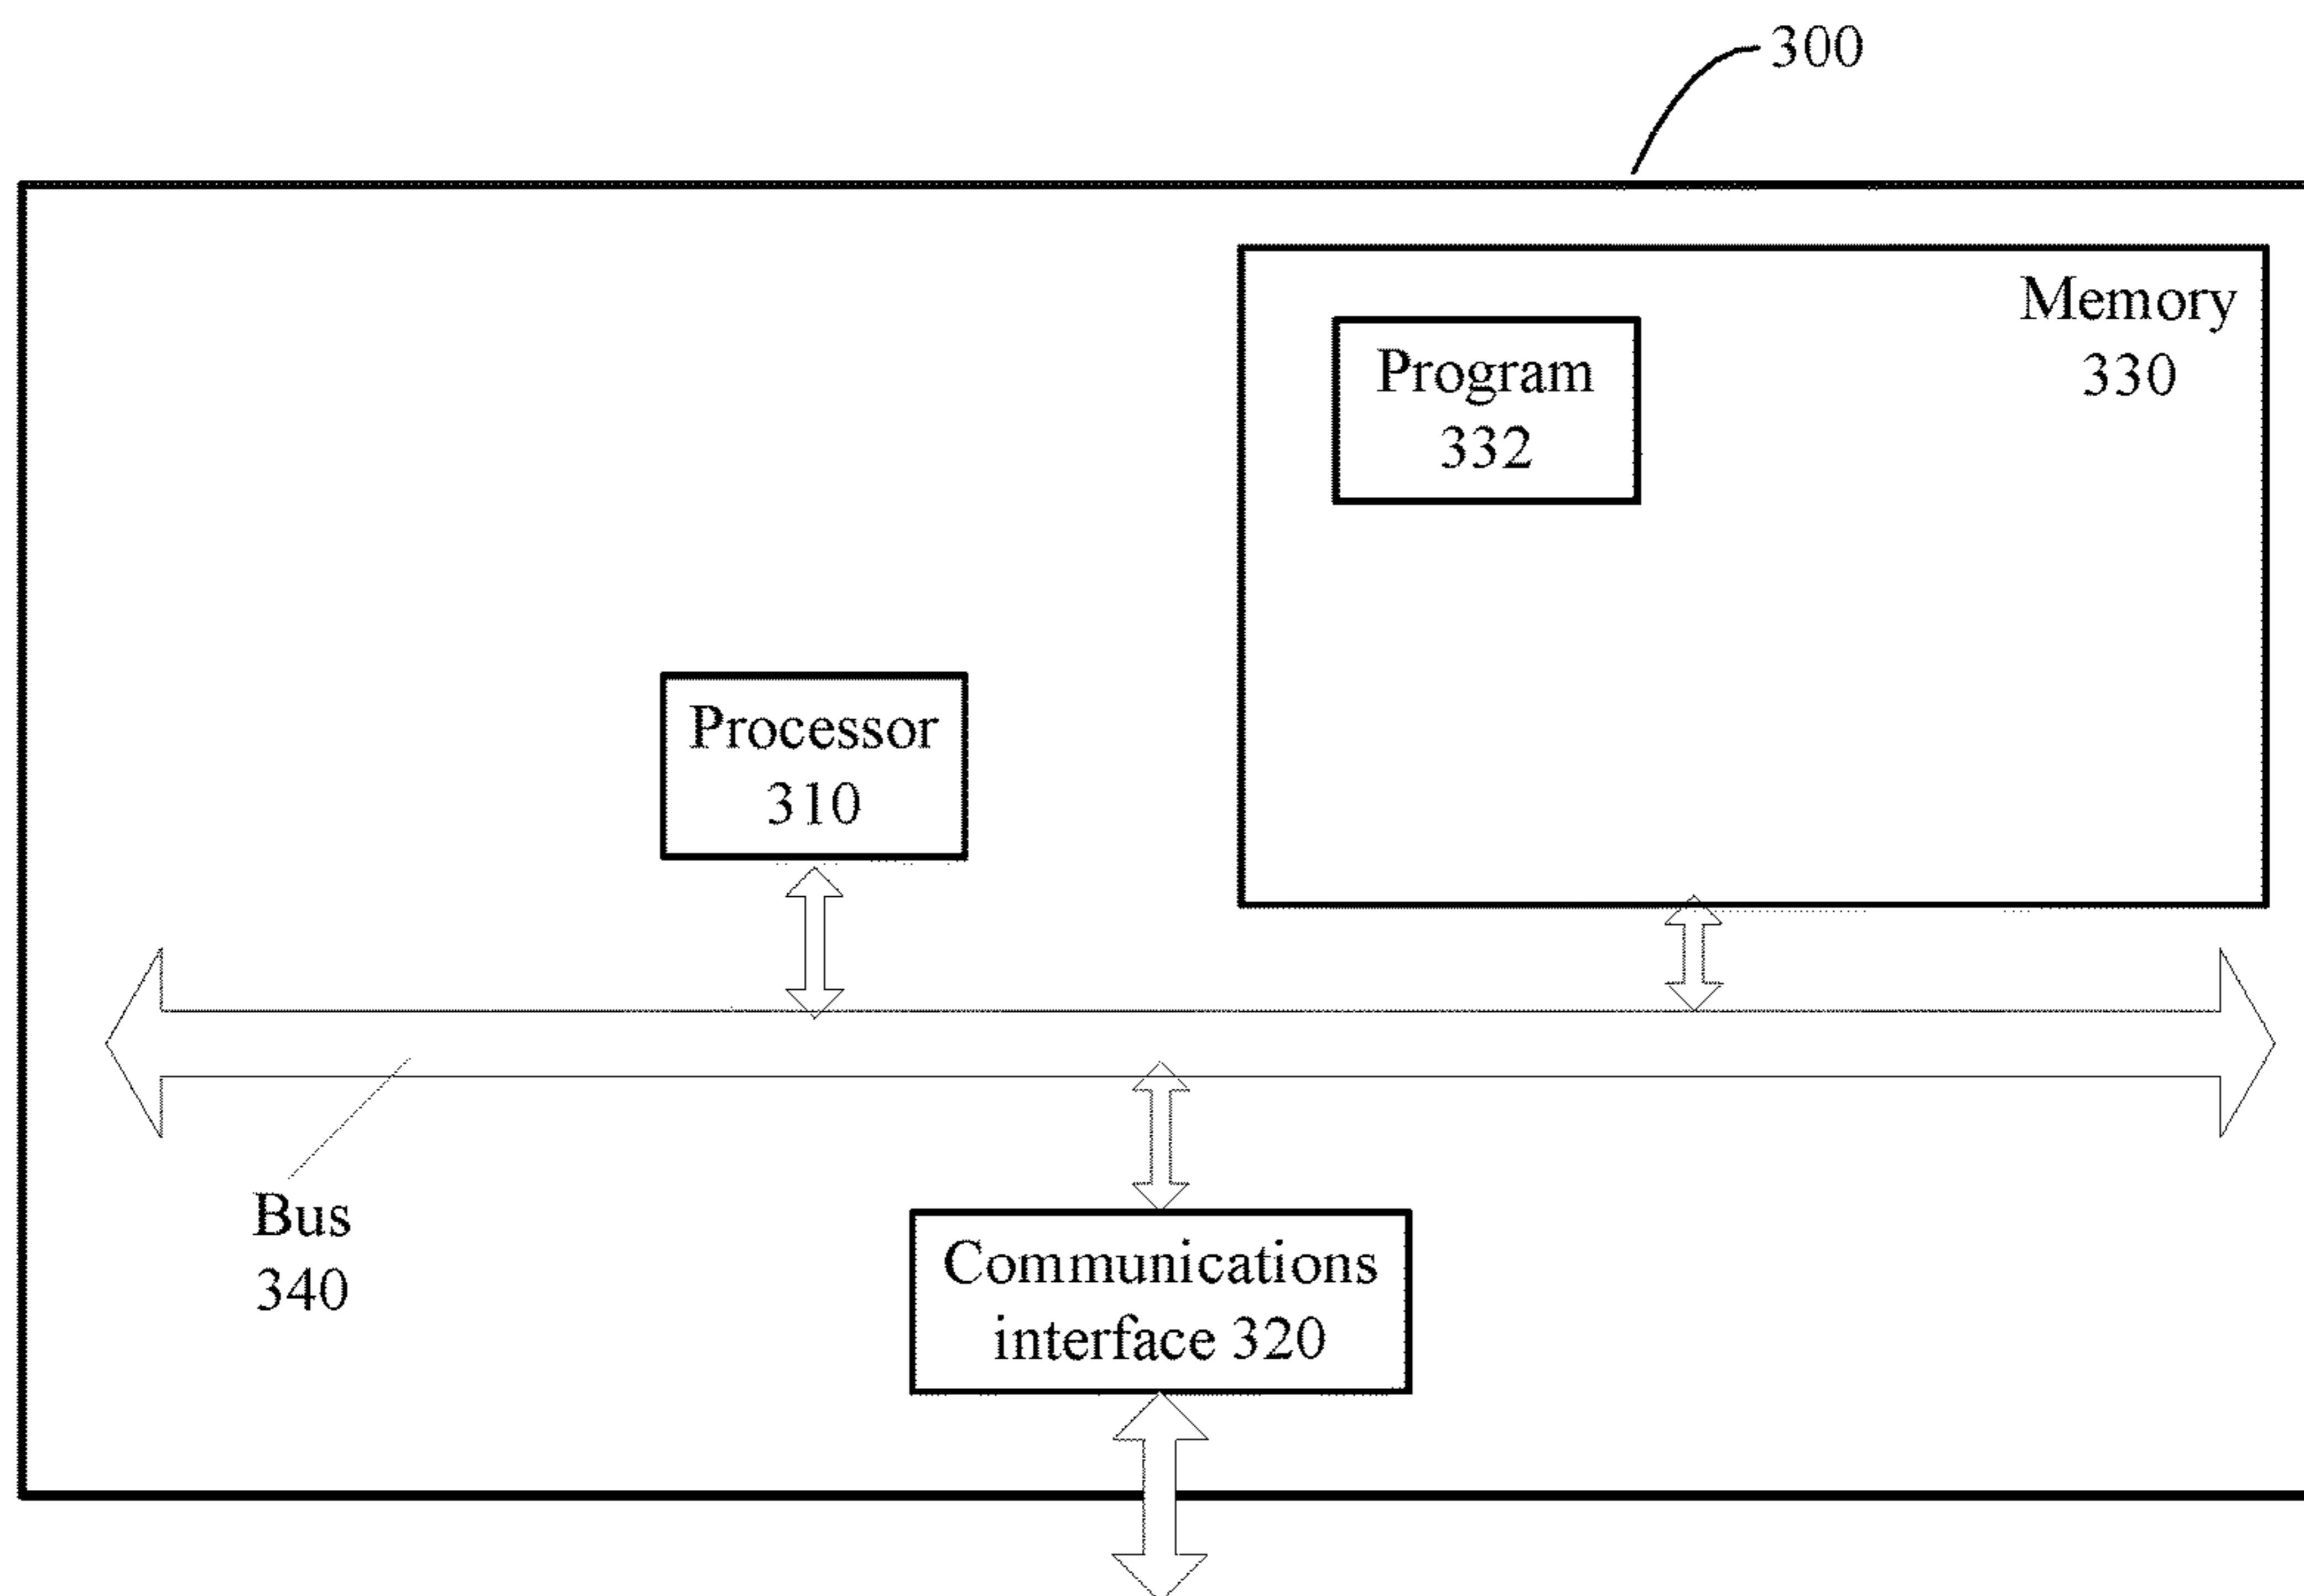 300
Memory
330
Program
332
Processor
310
Bus
340
Communications
interface 320